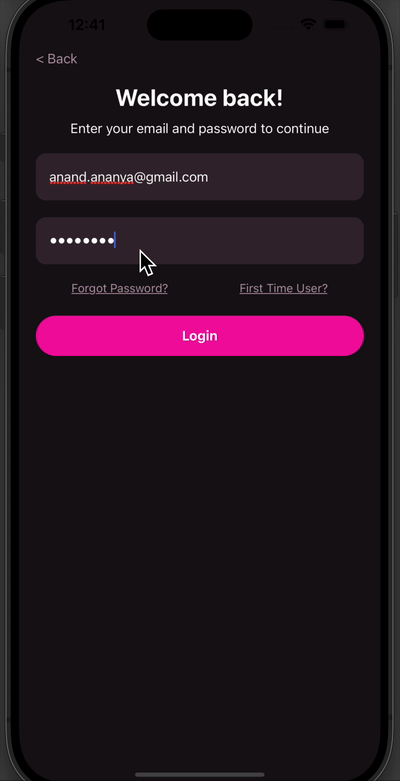 12:41
< Back
Welcome back!
Enter your email and password to continue
anand.ananya@gmail.com
••••••••
Forgot Password? First Time User?
Login